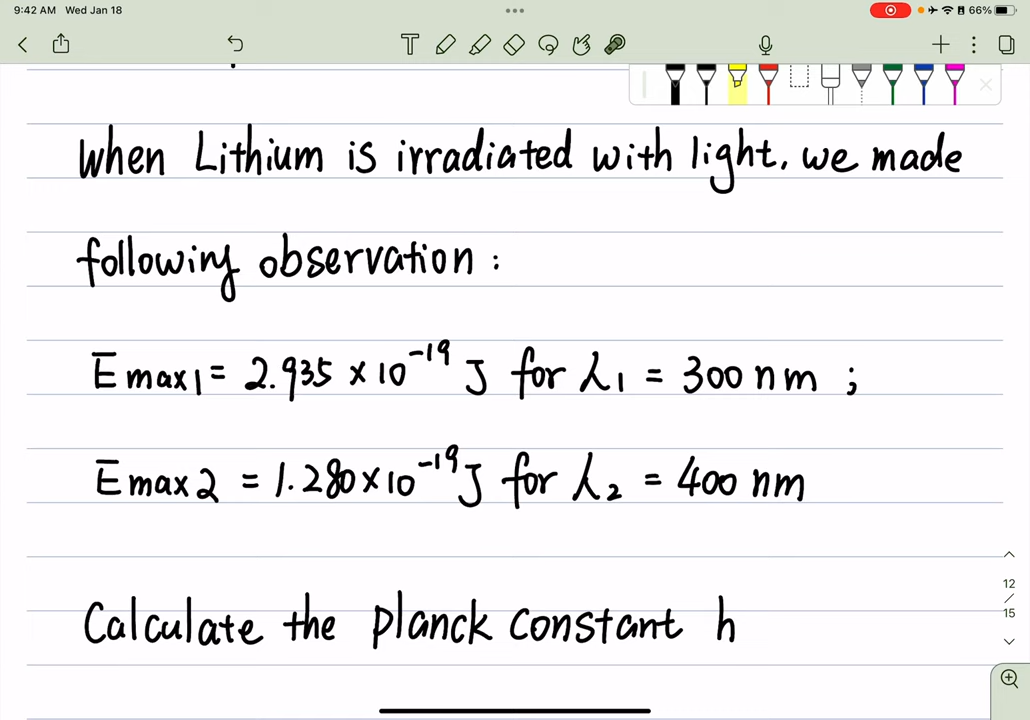 9:42 AM Wed Jan 18
66%
When Lithium is irradiated with light, we made
following observation :
Emax1 = 2.935 × 10⁻¹⁹ J for λ1 = 300 nm ;
Emax2 = 1.280 × 10⁻¹⁹ J for λ2 = 400 nm
12
/
15
Calculate the planck constant h